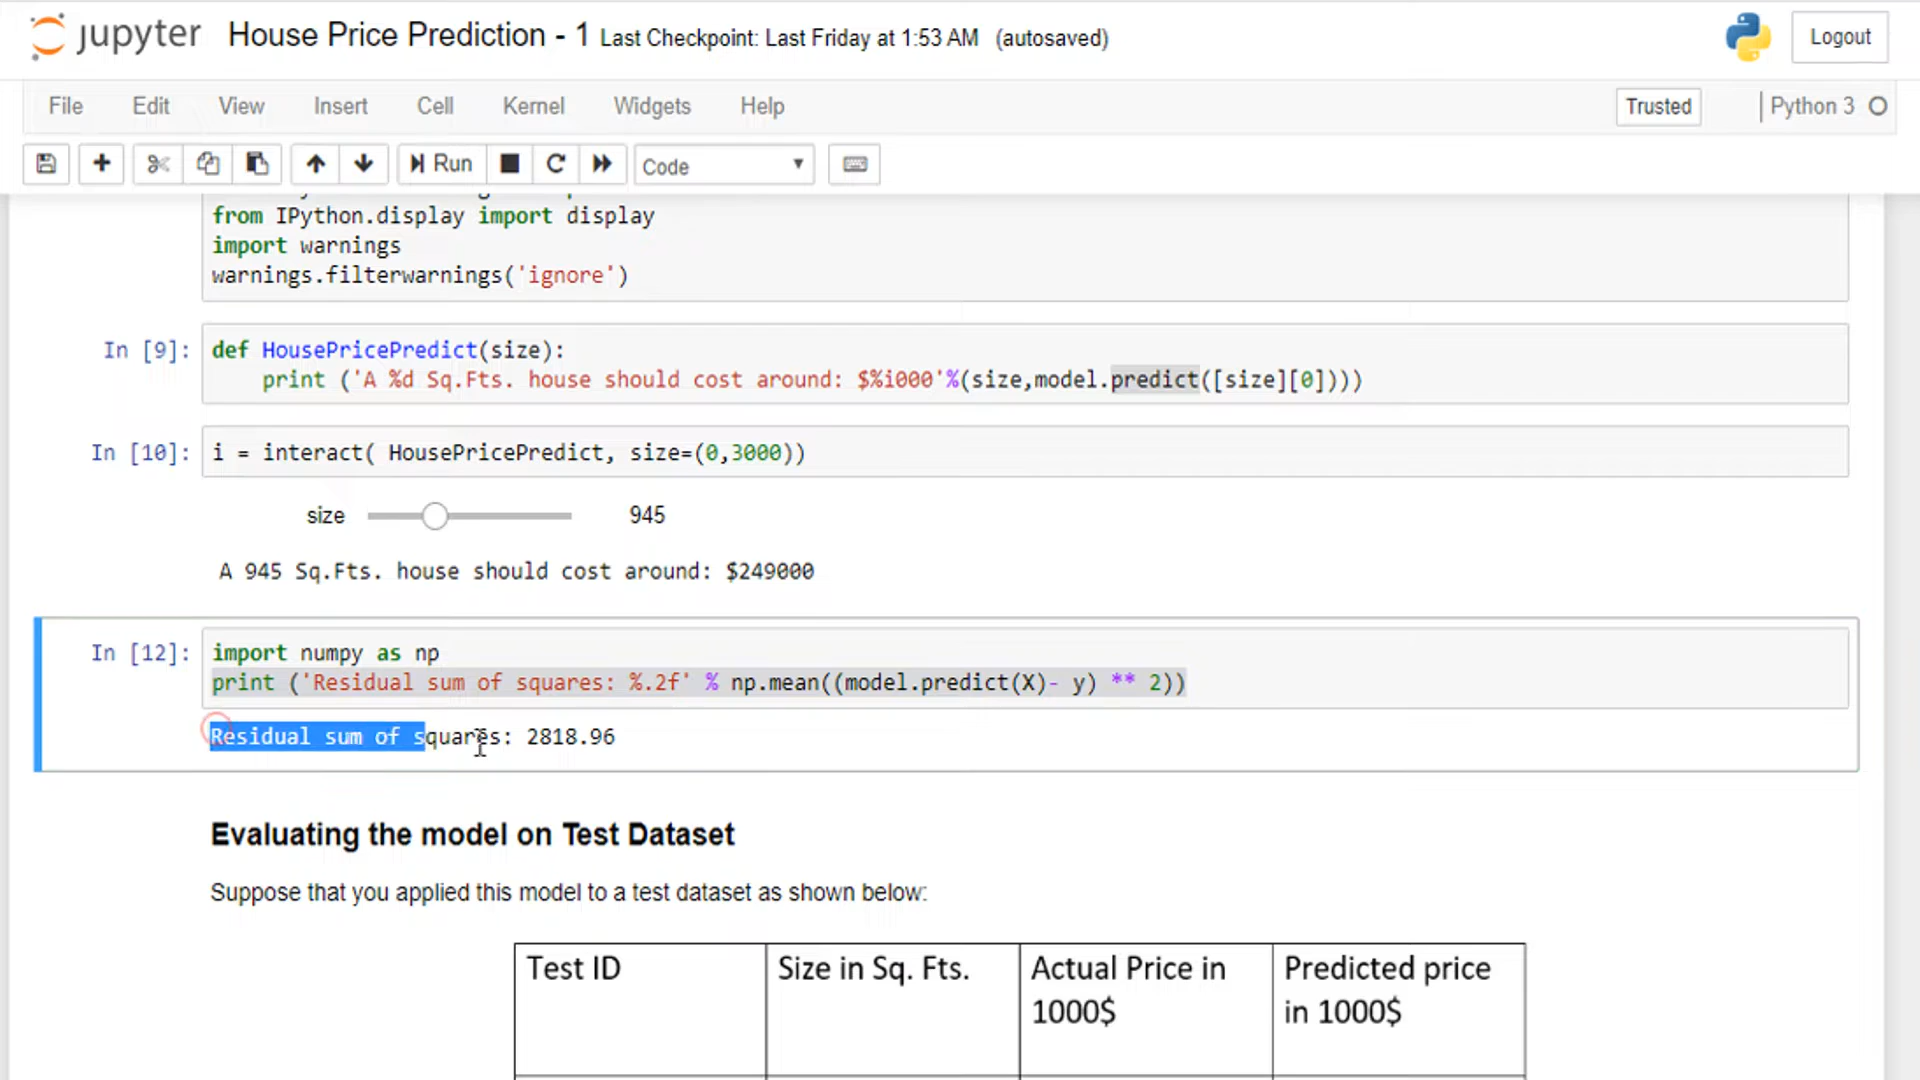 jupyter House Price Prediction - 1 Last Checkpoint: Last Friday at 1:53 AM (autosaved) Logout
File Edit View Insert Cell Kernel Widgets Help Trusted Python 3
Run Code
from IPython.display import display
import warnings
warnings.filterwarnings('ignore')
In [9]: def HousePricePredict(size):
print ('A %d Sq.Fts. house should cost around: $%i000'%(size,model.predict([size][0])))
In [10]: i = interact( HousePricePredict, size=(0,3000))
size 945
A 945 Sq.Fts. house should cost around: $249000
In [12]: import numpy as np
print ('Residual sum of squares: %.2f' % np.mean((model.predict(X)- y) ** 2))
Residual sum of squares: 2818.96
Evaluating the model on Test Dataset
Suppose that you applied this model to a test dataset as shown below:
Test ID Size in Sq. Fts. Actual Price in Predicted price
1000$ in 1000$